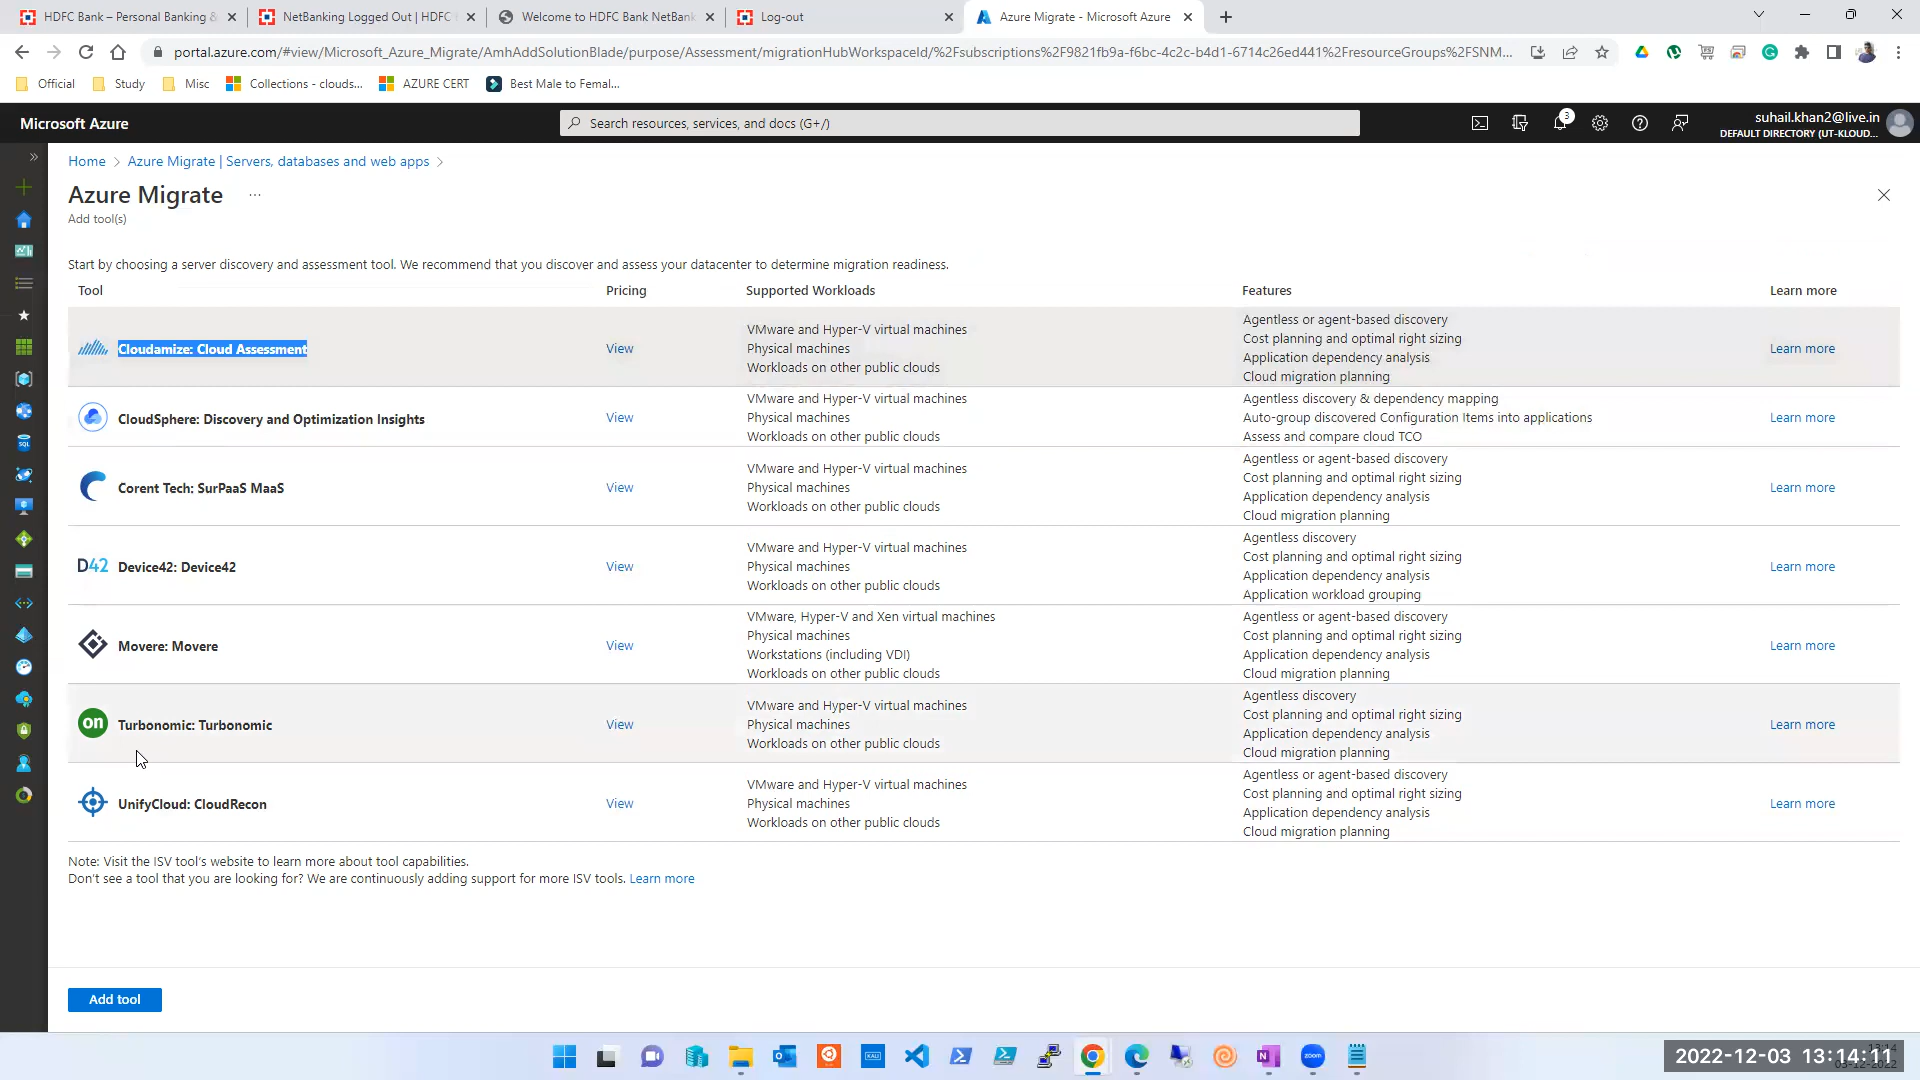 HDFC Bank – Personal Banking &
NetBanking Logged Out | HDFC
Welcome to HDFC Bank NetBank
Log-out
Azure Migrate - Microsoft Azure
portal.azure.com/#view/Microsoft_Azure_Migrate/AmhAddSolutionBlade/purpose/Assessment/migrationHubWorkspaceId/%2Fsubscriptions%2F9821fb9a-f6bc-4c2c-b4d1-6714c26ed441%2FresourceGroups%2FSNM...
Official
Study
Misc
Collections - clouds...
AZURE CERT
Best Male to Femal...
Microsoft Azure
Search resources, services, and docs (G+/)
3
suhail.khan2@live.in
DEFAULT DIRECTORY (UT-KLOUD...
Home > Azure Migrate | Servers, databases and web apps >
Azure Migrate ...
Add tool(s)
Start by choosing a server discovery and assessment tool. We recommend that you discover and assess your datacenter to determine migration readiness.
Tool Pricing Supported Workloads Features Learn more
Cloudamize: Cloud Assessment
View
VMware and Hyper-V virtual machines
Physical machines
Workloads on other public clouds
Agentless or agent-based discovery
Cost planning and optimal right sizing
Application dependency analysis
Cloud migration planning
Learn more
CloudSphere: Discovery and Optimization Insights
View
VMware and Hyper-V virtual machines
Physical machines
Workloads on other public clouds
Agentless discovery & dependency mapping
Auto-group discovered Configuration Items into applications
Assess and compare cloud TCO
Learn more
Corent Tech: SurPaaS MaaS
View
VMware and Hyper-V virtual machines
Physical machines
Workloads on other public clouds
Agentless or agent-based discovery
Cost planning and optimal right sizing
Application dependency analysis
Cloud migration planning
Learn more
D42
Device42: Device42
View
VMware and Hyper-V virtual machines
Physical machines
Workloads on other public clouds
Agentless discovery
Cost planning and optimal right sizing
Application dependency analysis
Application workload grouping
Learn more
Movere: Movere
View
VMware, Hyper-V and Xen virtual machines
Physical machines
Workstations (including VDI)
Workloads on other public clouds
Agentless or agent-based discovery
Cost planning and optimal right sizing
Application dependency analysis
Cloud migration planning
Learn more
on
Turbonomic: Turbonomic
View
VMware and Hyper-V virtual machines
Physical machines
Workloads on other public clouds
Agentless discovery
Cost planning and optimal right sizing
Application dependency analysis
Cloud migration planning
Learn more
UnifyCloud: CloudRecon
View
VMware and Hyper-V virtual machines
Physical machines
Workloads on other public clouds
Agentless or agent-based discovery
Cost planning and optimal right sizing
Application dependency analysis
Cloud migration planning
Learn more
Note: Visit the ISV tool's website to learn more about tool capabilities.
Don't see a tool that you are looking for? We are continuously adding support for more ISV tools. Learn more
Add tool
2022-12-03 13:14:11